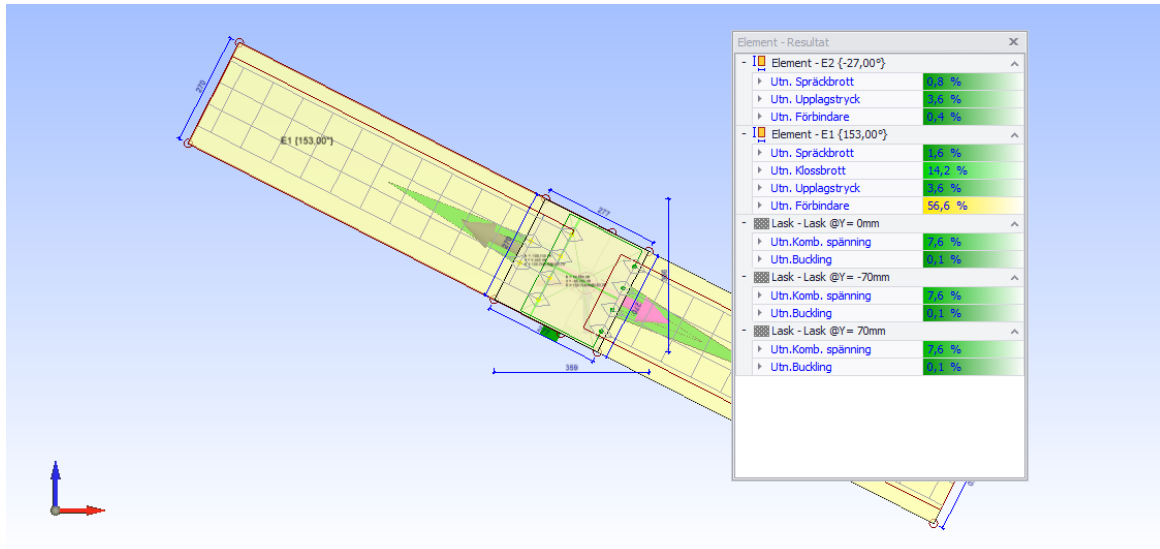 270
E1 {153,00°}
277
270
270
359
Element - Resultat
Element - E2 {-27,00°}
Utn. Spräckbrott 0,8 %
Utn. Upplagstryck 3,6 %
Utn. Förbindare 0,4 %
Element - E1 {153,00°}
Utn. Spräckbrott 1,6 %
Utn. Klossbrott 14,2 %
Utn. Upplagstryck 3,6 %
Utn. Förbindare 56,6 %
Lask - Lask @Y= 0mm
Utn.Komb. spänning 7,6 %
Utn.Buckling 0,1 %
Lask - Lask @Y= -70mm
Utn.Komb. spänning 7,6 %
Utn.Buckling 0,1 %
Lask - Lask @Y= 70mm
Utn.Komb. spänning 7,6 %
Utn.Buckling 0,1 %